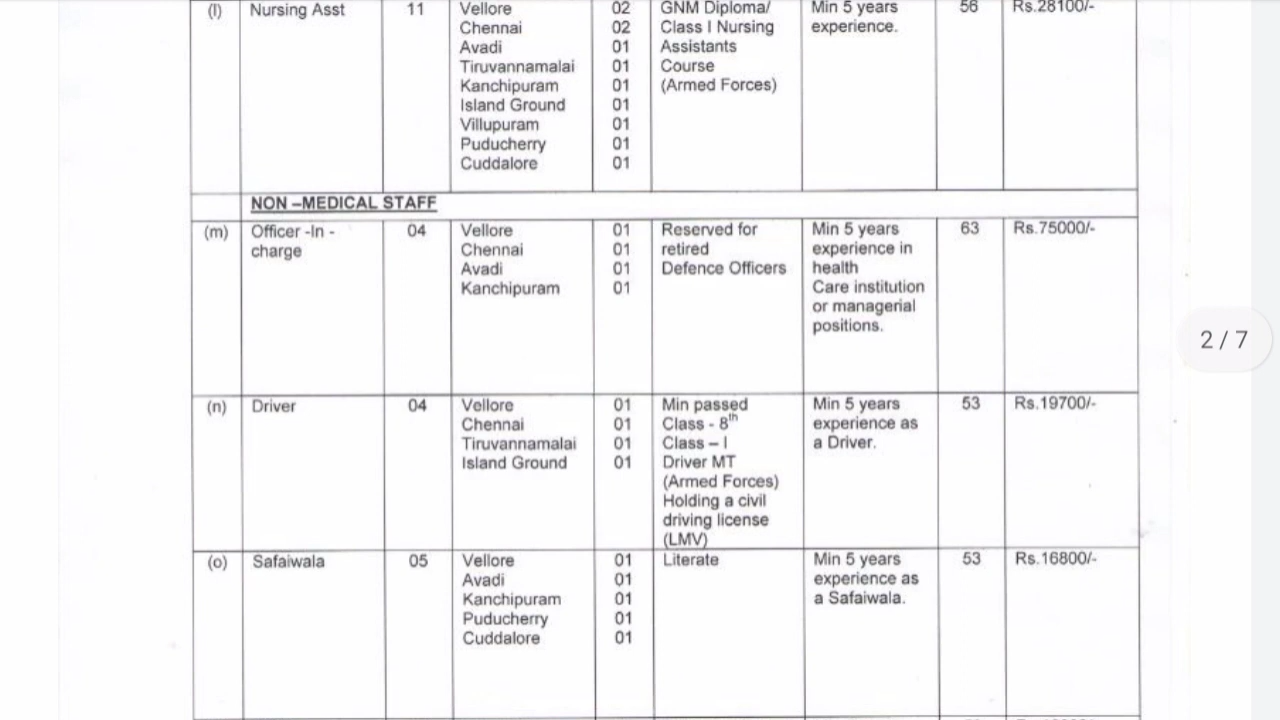 (l) Nursing Asst 11 Vellore 02 GNM Diploma/ Min 5 years 56 Rs.28100/-
Chennai 02 Class I Nursing experience.
Avadi 01 Assistants
Tiruvannamalai 01 Course
Kanchipuram 01 (Armed Forces)
Island Ground 01
Villupuram 01
Puducherry 01
Cuddalore 01
NON –MEDICAL STAFF
(m) Officer -In - 04 Vellore 01 Reserved for Min 5 years 63 Rs.75000/-
charge Chennai 01 retired experience in
Avadi 01 Defence Officers health
Kanchipuram 01 Care institution
or managerial
positions.
2 / 7
(n) Driver 04 Vellore 01 Min passed Min 5 years 53 Rs.19700/-
Chennai 01 Class - 8th experience as
Tiruvannamalai 01 Class – I a Driver.
Island Ground 01 Driver MT
(Armed Forces)
Holding a civil
driving license
(LMV)
(o) Safaiwala 05 Vellore 01 Literate Min 5 years 53 Rs.16800/-
Avadi 01 experience as
Kanchipuram 01 a Safaiwala.
Puducherry 01
Cuddalore 01